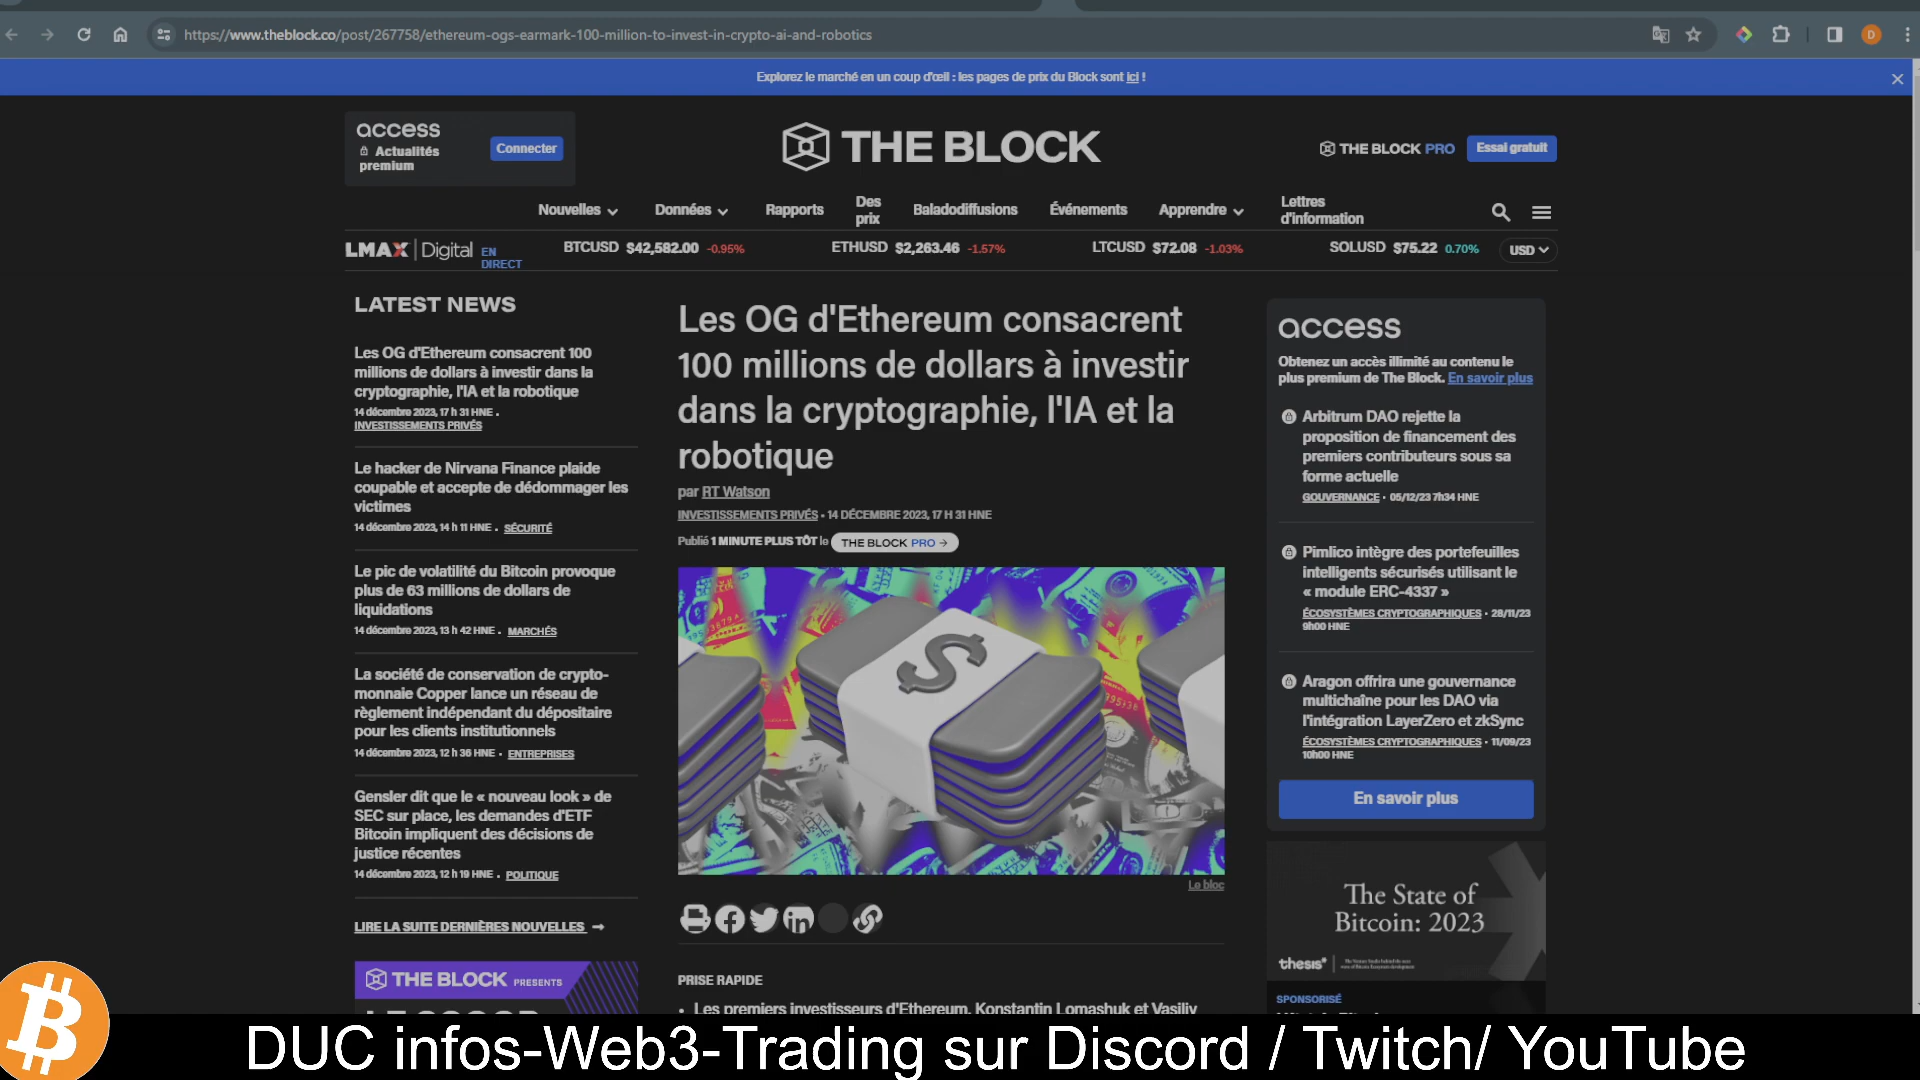 https://www.theblock.co/post/267758/ethereum-ogs-earmark-100-million-to-invest-in-crypto-ai-and-robotics
D
Explorez le marché en un coup d'œil : les pages de prix du Block sont ici !
access
Actualités
premium
Connecter
THE BLOCK
THE BLOCK PRO
Essai gratuit
Nouvelles
Données
Rapports
Des
prix
Baladodiffusions
Événements
Apprendre
Lettres
d'information
LMAX Digital EN
DIRECT
BTCUSD $42,582.00 -0.95%
ETHUSD $2,263.46 -1.57%
LTCUSD $72.08 -1.03%
SOLUSD $75.22 0.70%
USD
LATEST NEWS
Les OG d'Ethereum consacrent 100
millions de dollars à investir dans la
cryptographie, l'IA et la robotique
14 décembre 2023, 17 h 31 HNE •
INVESTISSEMENTS PRIVÉS
Le hacker de Nirvana Finance plaide
coupable et accepte de dédommager les
victimes
14 décembre 2023, 14 h 11 HNE • SÉCURITÉ
Le pic de volatilité du Bitcoin provoque
plus de 63 millions de dollars de
liquidations
14 décembre 2023, 13 h 42 HNE • MARCHÉS
La société de conservation de crypto-
monnaie Copper lance un réseau de
règlement indépendant du dépositaire
pour les clients institutionnels
14 décembre 2023, 12 h 36 HNE • ENTREPRISES
Gensler dit que le « nouveau look » de
SEC sur place, les demandes d'ETF
Bitcoin impliquent des décisions de
justice récentes
14 décembre 2023, 12 h 19 HNE • POLITIQUE
LIRE LA SUITE DERNIÈRES NOUVELLES →
THE BLOCK PRESENTS
Les OG d'Ethereum consacrent
100 millions de dollars à investir
dans la cryptographie, l'IA et la
robotique
par RT Watson
INVESTISSEMENTS PRIVÉS • 14 DÉCEMBRE 2023, 17 H 31 HNE
Publié 1 MINUTE PLUS TÔT le THE BLOCK PRO →
$
Le bloc
PRISE RAPIDE
• Les premiers investisseurs d'Ethereum, Konstantin Lomashuk et Vasiliy
access
Obtenez un accès illimité au contenu le
plus premium de The Block. En savoir plus
Arbitrum DAO rejette la
proposition de financement des
premiers contributeurs sous sa
forme actuelle
GOUVERNANCE • 05/12/23 7h34 HNE
Pimlico intègre des portefeuilles
intelligents sécurisés utilisant le
« module ERC-4337 »
ÉCOSYSTÈMES CRYPTOGRAPHIQUES • 28/11/23
9h00 HNE
Aragon offrira une gouvernance
multichaîne pour les DAO via
l'intégration LayerZero et zkSync
ÉCOSYSTÈMES CRYPTOGRAPHIQUES • 11/09/23
10h00 HNE
En savoir plus
The State of
Bitcoin: 2023
thesis*
SPONSORISÉ
DUC infos-Web3-Trading sur Discord / Twitch/ YouTube